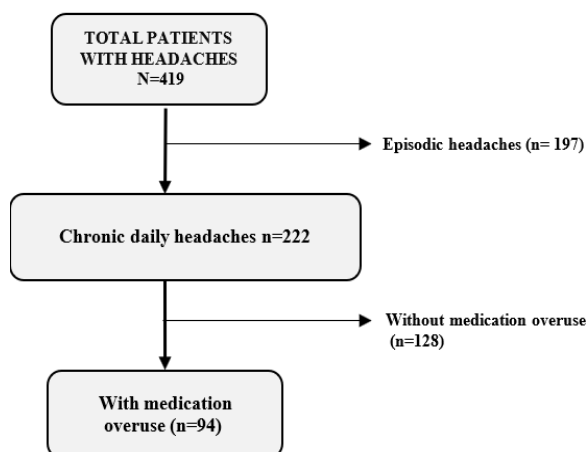 TOTAL PATIENTS
WITH HEADACHES
N=419
Episodic headaches (n= 197)
Chronic daily headaches n=222
Without medication overuse
(n=128)
With medication
overuse (n=94)